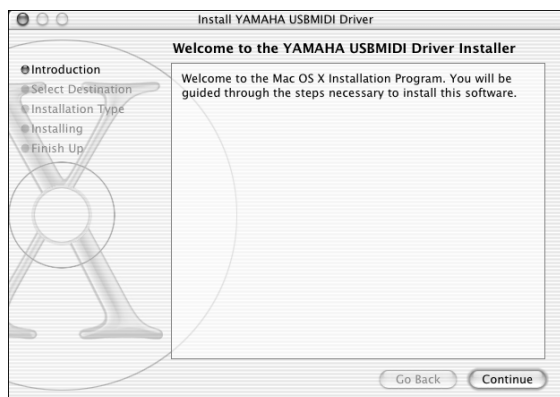 Install YAMAHA USBMIDI Driver
Welcome to the YAMAHA USBMIDI Driver Installer
Introduction
Select Destination
Installation Type
Installing
Finish Up
Welcome to the Mac OS X Installation Program. You will be
guided through the steps necessary to install this software.
Go Back
Continue